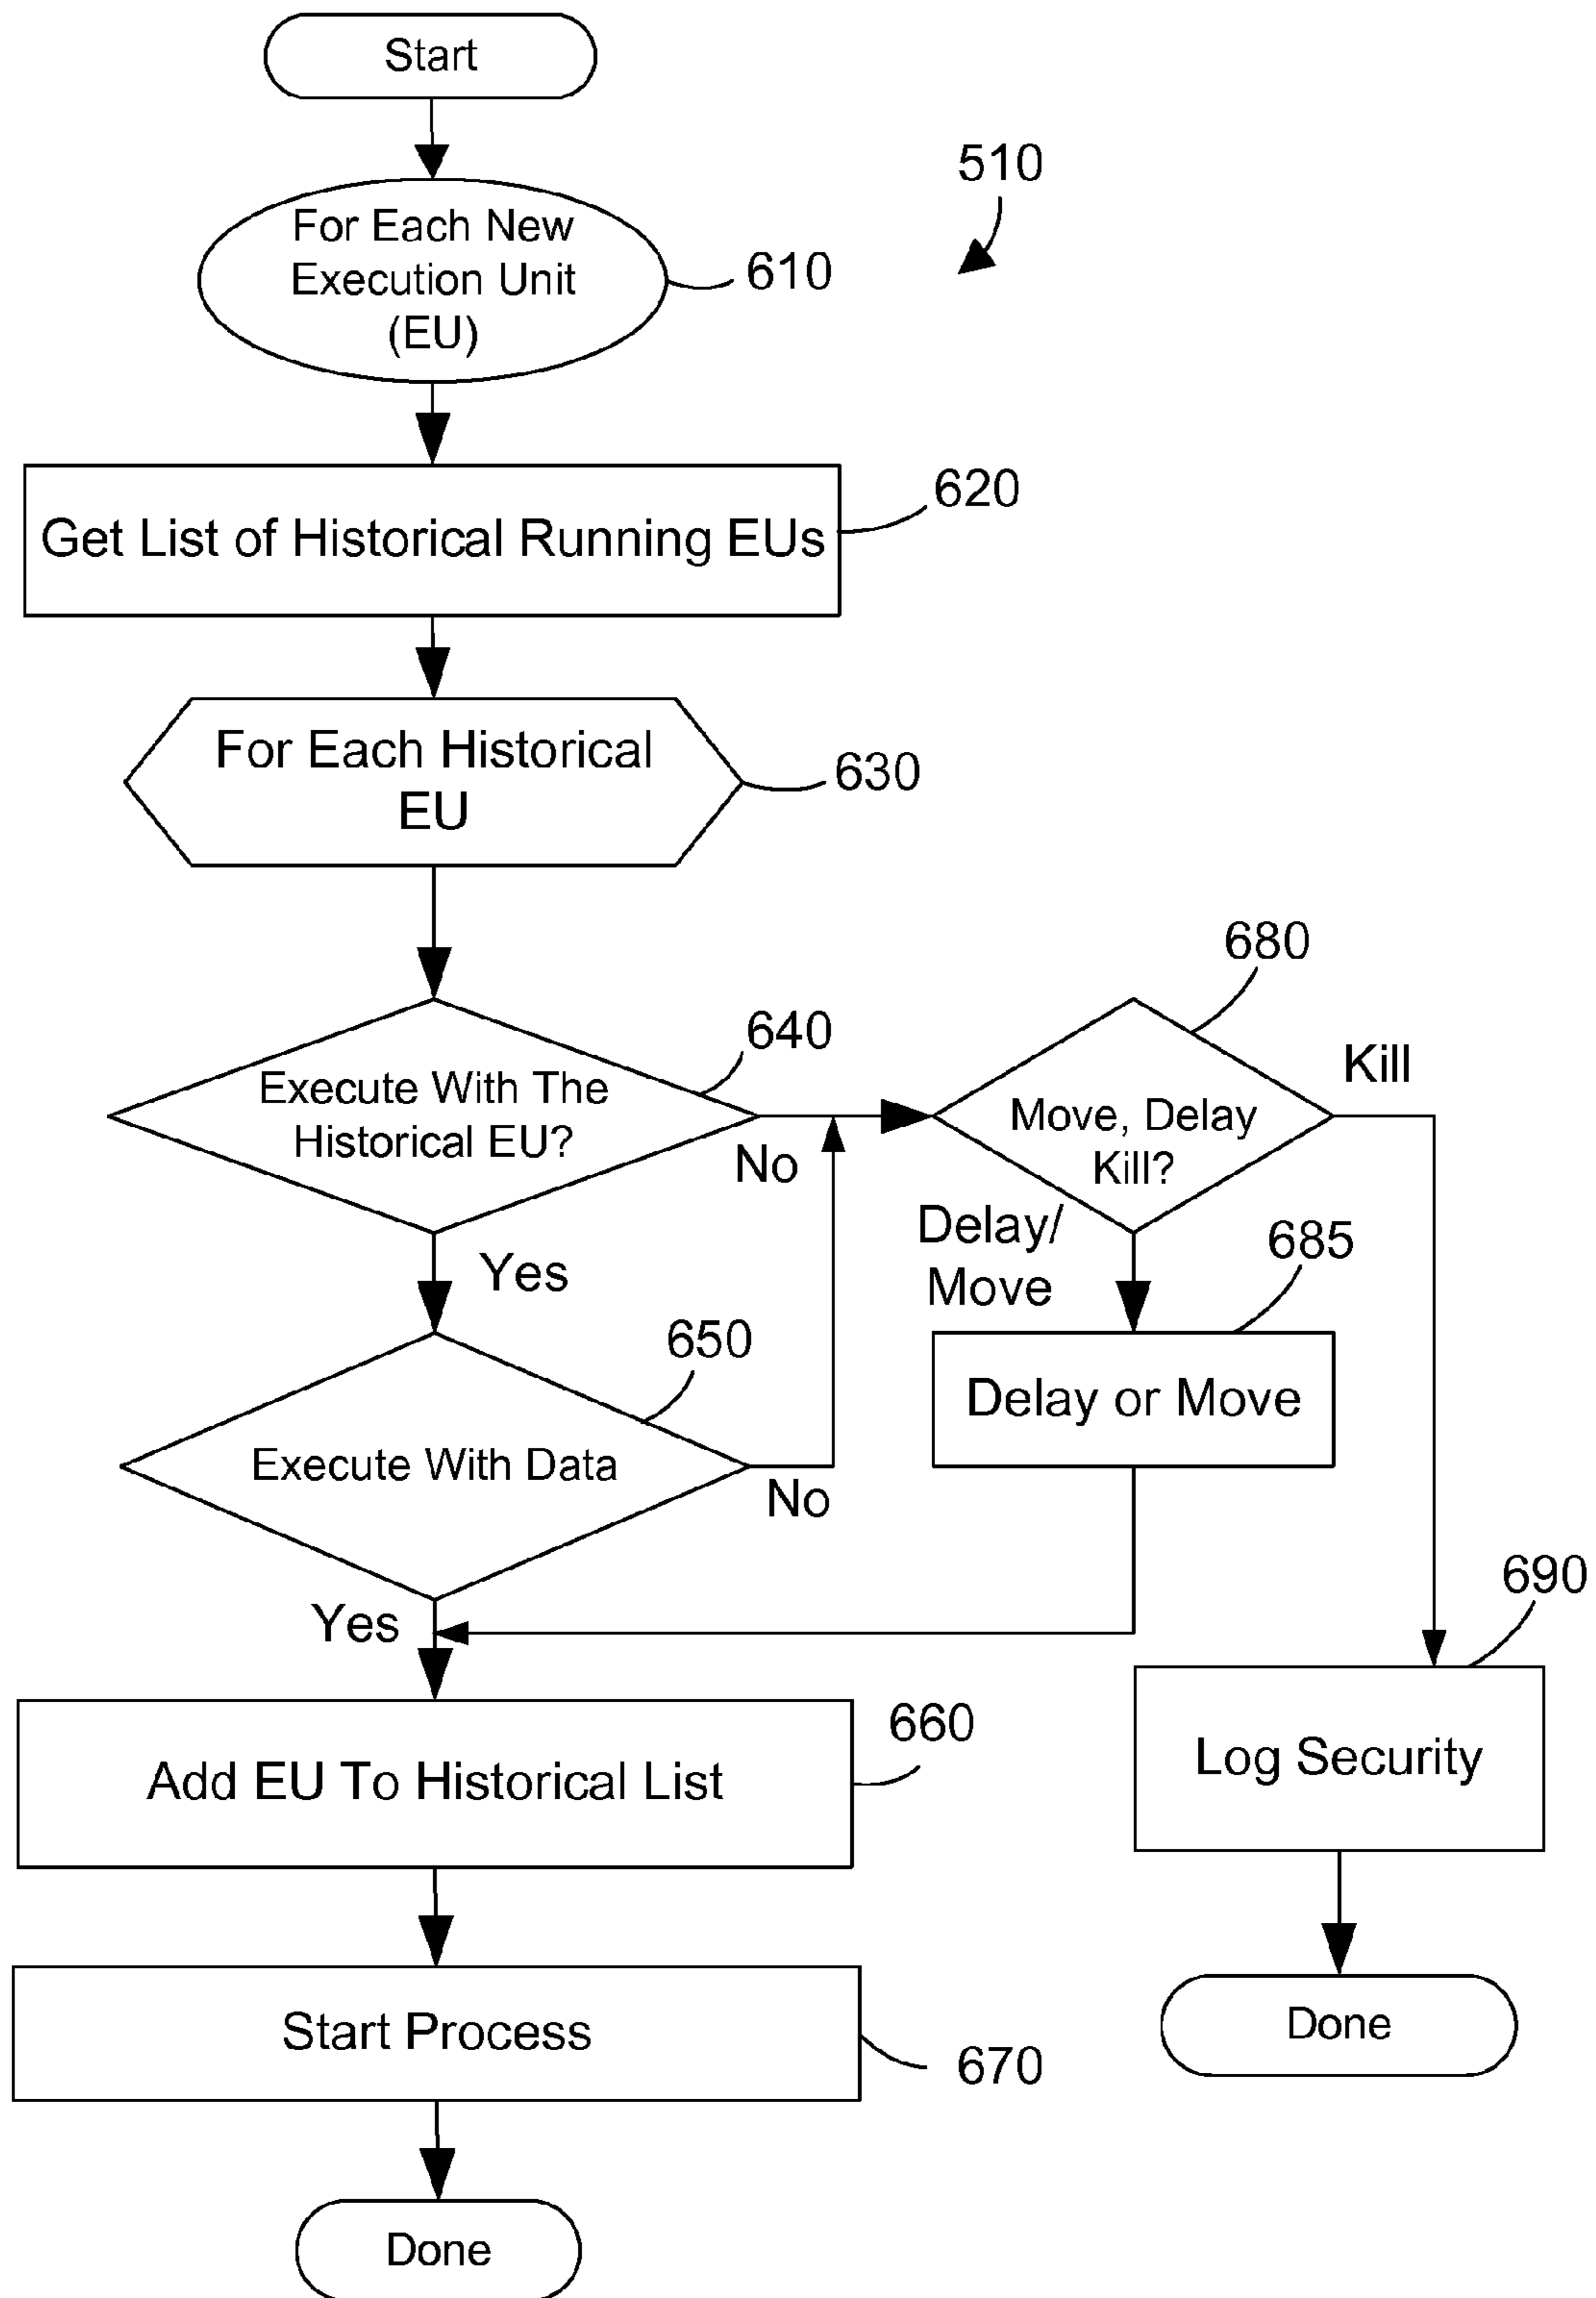 Start
510
For Each New
Execution Unit
(EU)
610
Get List of Historical Running EUs
620
For Each Historical
EU
630
Execute With The
Historical EU?
640
No
Yes
Move, Delay
Kill?
680
Kill
Delay/
Move
Delay or Move
685
Execute With Data
650
No
Yes
Add EU To Historical List
660
Log Security
690
Start Process
670
Done
Done